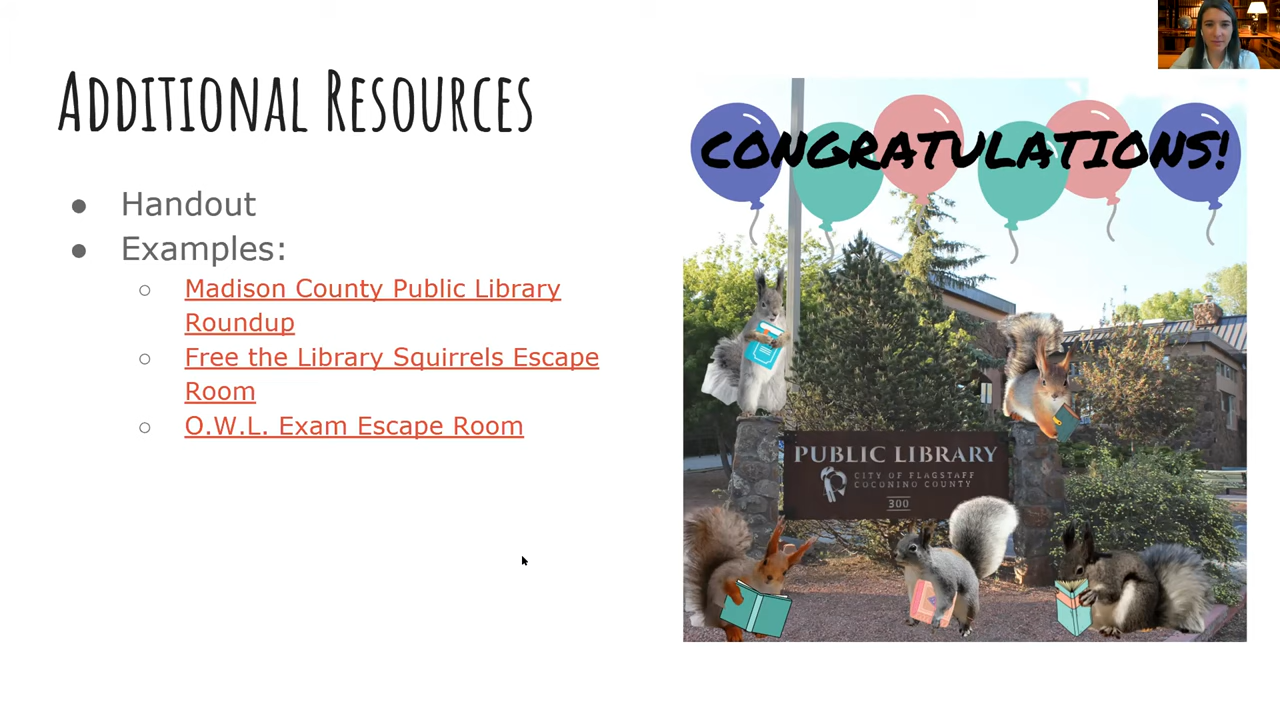 Additional Resources
Handout
Examples:
Madison County Public Library
Roundup
Free the Library Squirrels Escape
Room
O.W.L. Exam Escape Room
CONGRATULATIONS!
PUBLIC LIBRARY
CITY OF FLAGSTAFF
COCONINO COUNTY
300